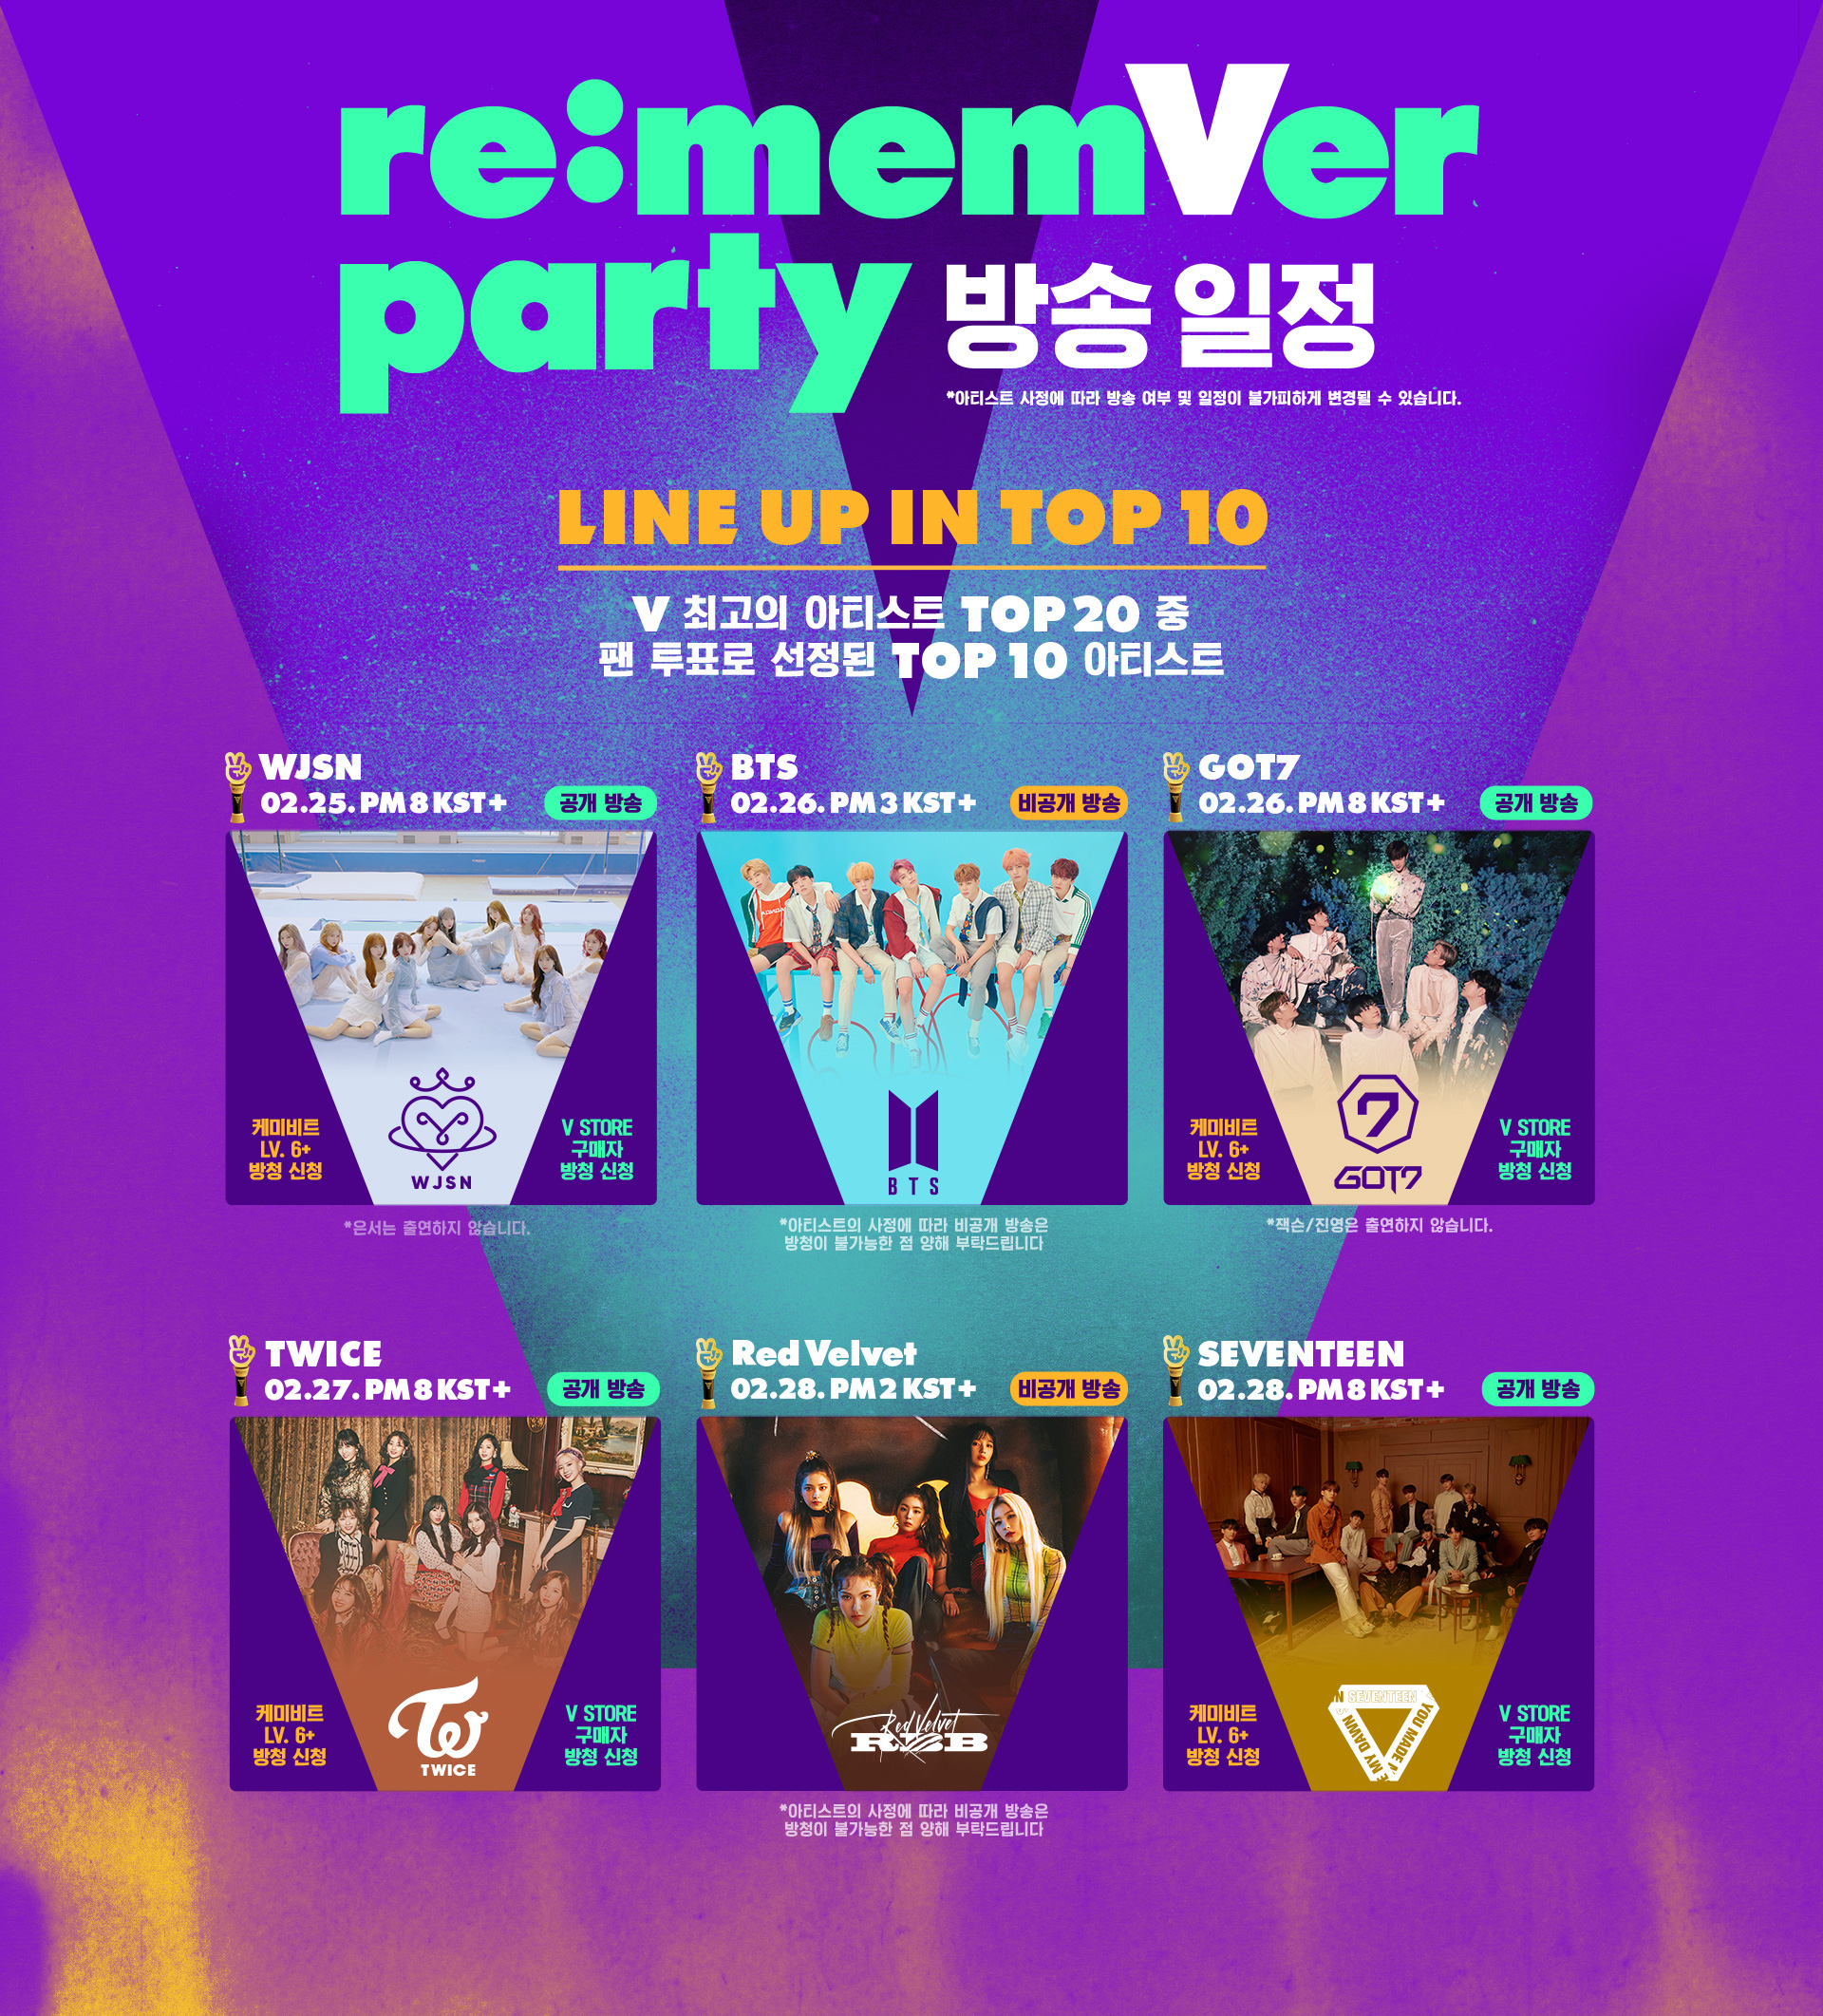 re:memVer
party 방송 일정
*아티스트 사정에 따라 방송 여부 및 일정이 불가피하게 변경될 수 있습니다.
LINE UP IN TOP 10
V 최고의 아티스트 TOP 20 중
팬 투표로 선정된 TOP 10 아티스트
WJSN
02.25. PM 8 KST+
공개 방송
케미비트
LV. 6+
방청 신청
WJSN
V STORE
구매자
방청 신청
*은서는 출연하지 않습니다.
BTS
02.26. PM 3 KST+
비공개 방송
BTS
*아티스트의 사정에 따라 비공개 방송은
방청이 불가능한 점 양해 부탁드립니다
GOT7
02.26. PM 8 KST+
공개 방송
케미비트
LV. 6+
방청 신청
7
GOT7
V STORE
구매자
방청 신청
*잭슨/진영은 출연하지 않습니다.
TWICE
02.27. PM 8 KST+
공개 방송
케미비트
LV. 6+
방청 신청
TWICE
V STORE
구매자
방청 신청
Red Velvet
02.28. PM 2 KST+
비공개 방송
Red Velvet
RBB
*아티스트의 사정에 따라 비공개 방송은
방청이 불가능한 점 양해 부탁드립니다
SEVENTEEN
02.28. PM 8 KST+
공개 방송
케미비트
LV. 6+
방청 신청
SEVENTEEN
YOU MADE
MY DAWN
V STORE
구매자
방청 신청